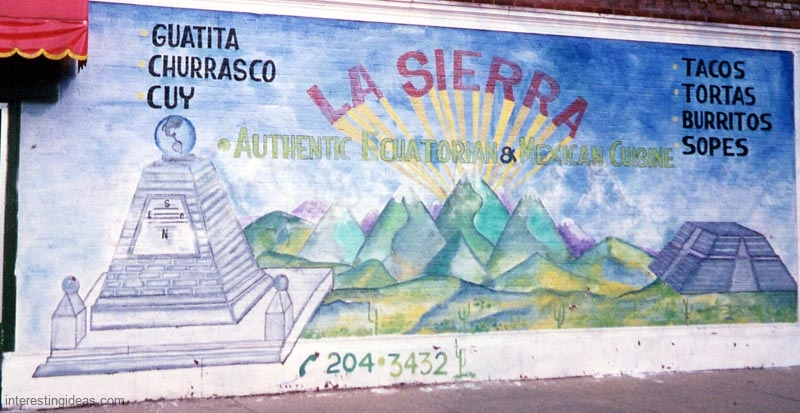 GUATITA
CHURRASCO
CUY
LA SIERRA
AUTHENTIC ECUATORIAN & MEXICAN CUISINE
TACOS
TORTAS
BURRITOS
SOPES
S
E O
N
204•3432
interestingideas.com